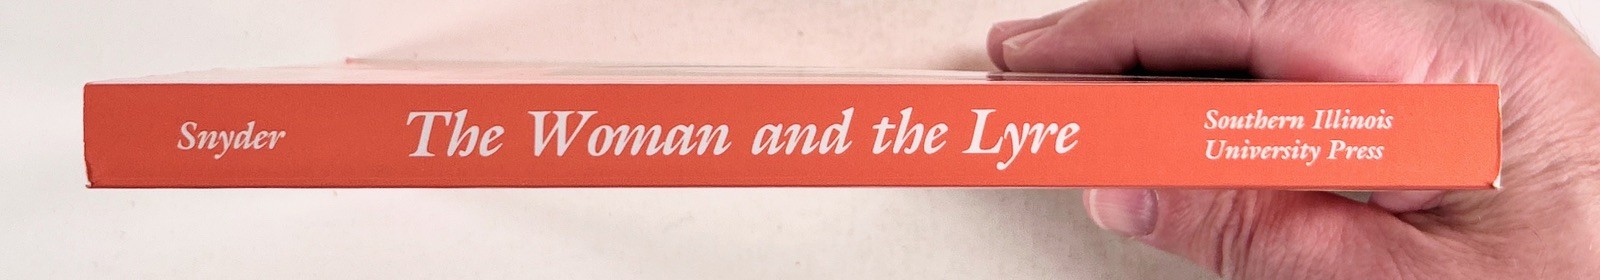 Snyder
The Woman and the Lyre
Southern Illinois
University Press